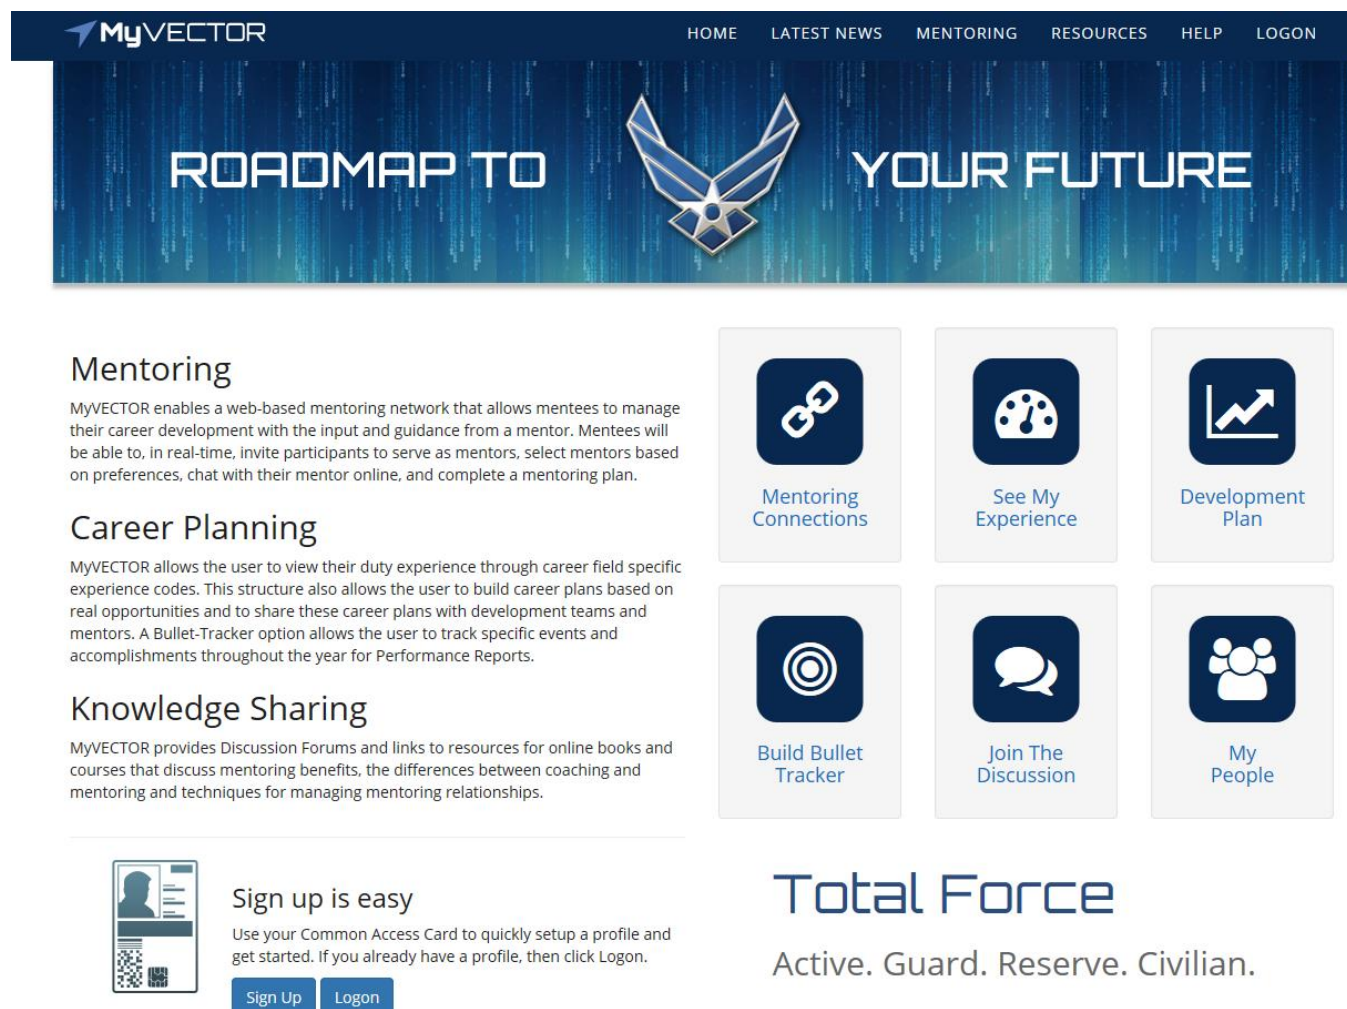 MyVECTOR
HOME LATEST NEWS MENTORING RESOURCES HELP LOGON
ROADMAP TO YOUR FUTURE
Mentoring
MyVECTOR enables a web-based mentoring network that allows mentees to manage
their career development with the input and guidance from a mentor. Mentees will
be able to, in real-time, invite participants to serve as mentors, select mentors based
on preferences, chat with their mentor online, and complete a mentoring plan.
Career Planning
MyVECTOR allows the user to view their duty experience through career field specific
experience codes. This structure also allows the user to build career plans based on
real opportunities and to share these career plans with development teams and
mentors. A Bullet-Tracker option allows the user to track specific events and
accomplishments throughout the year for Performance Reports.
Knowledge Sharing
MyVECTOR provides Discussion Forums and links to resources for online books and
courses that discuss mentoring benefits, the differences between coaching and
mentoring and techniques for managing mentoring relationships.
Mentoring
Connections
See My
Experience
Development
Plan
Build Bullet
Tracker
Join The
Discussion
My
People
Sign up is easy
Use your Common Access Card to quickly setup a profile and
get started. If you already have a profile, then click Logon.
Sign Up Logon
Total Force
Active. Guard. Reserve. Civilian.